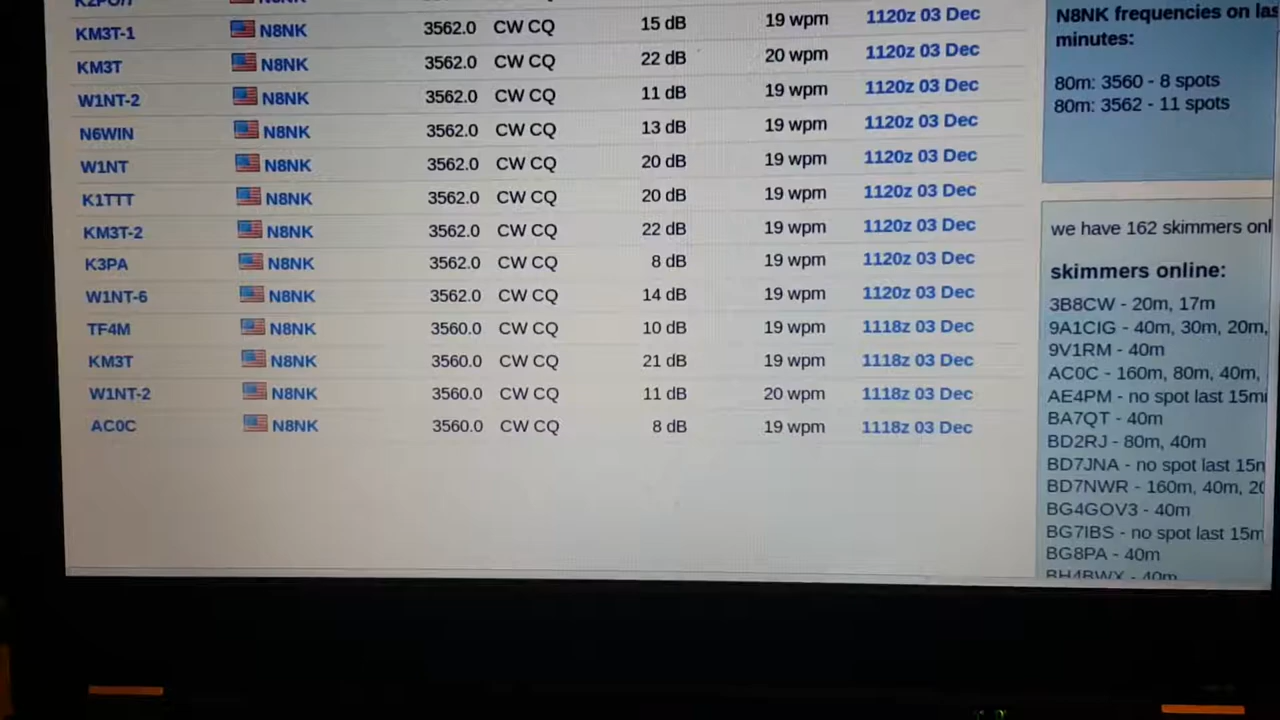 KM3T-1 N8NK 3562.0 CW CQ 15 dB 19 wpm 1120z 03 Dec
KM3T N8NK 3562.0 CW CQ 22 dB 20 wpm 1120z 03 Dec
W1NT-2 N8NK 3562.0 CW CQ 11 dB 19 wpm 1120z 03 Dec
N6WIN N8NK 3562.0 CW CQ 13 dB 19 wpm 1120z 03 Dec
W1NT N8NK 3562.0 CW CQ 20 dB 19 wpm 1120z 03 Dec
K1TTT N8NK 3562.0 CW CQ 20 dB 19 wpm 1120z 03 Dec
KM3T-2 N8NK 3562.0 CW CQ 22 dB 19 wpm 1120z 03 Dec
K3PA N8NK 3562.0 CW CQ 8 dB 19 wpm 1120z 03 Dec
W1NT-6 N8NK 3562.0 CW CQ 14 dB 19 wpm 1120z 03 Dec
TF4M N8NK 3560.0 CW CQ 10 dB 19 wpm 1118z 03 Dec
KM3T N8NK 3560.0 CW CQ 21 dB 19 wpm 1118z 03 Dec
W1NT-2 N8NK 3560.0 CW CQ 11 dB 20 wpm 1118z 03 Dec
AC0C N8NK 3560.0 CW CQ 8 dB 19 wpm 1118z 03 Dec
N8NK frequencies on las
minutes:
80m: 3560 - 8 spots
80m: 3562 - 11 spots
we have 162 skimmers onl
skimmers online:
3B8CW - 20m, 17m
9A1CIG - 40m, 30m, 20m,
9V1RM - 40m
AC0C - 160m, 80m, 40m,
AE4PM - no spot last 15mi
BA7QT - 40m
BD2RJ - 80m, 40m
BD7JNA - no spot last 15m
BD7NWR - 160m, 40m, 20
BG4GOV3 - 40m
BG7IBS - no spot last 15m
BG8PA - 40m
BH4BWX - 40m